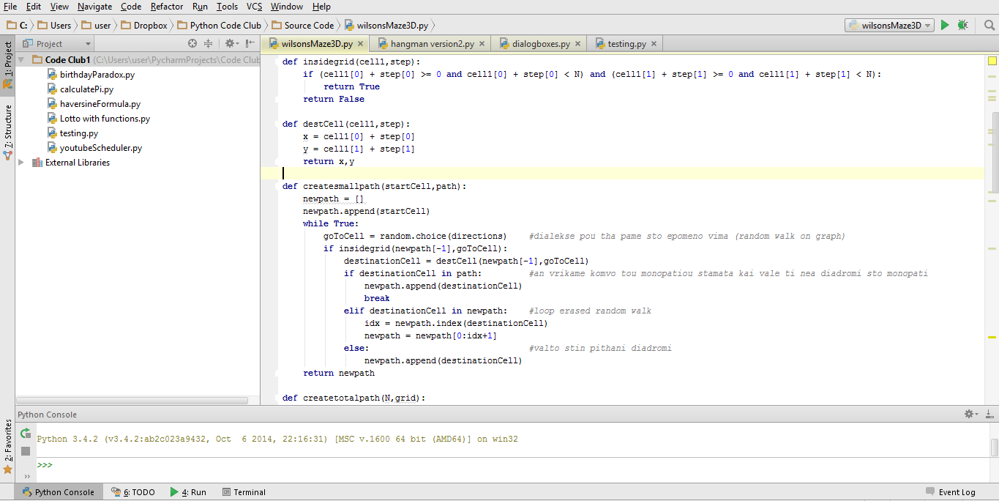 File Edit View Navigate Code Refactor Run Tools VCS Window Help
C: Users user Dropbox Python Code Club Source Code wilsonsMaze3D.py wilsonsMaze3D
1: Project
7: Structure
2: Favorites
Project
Code Club1 (C:\Users\user\PycharmProjects\Code Club
birthdayParadox.py
calculatePi.py
haversineFormula.py
Lotto with functions.py
testing.py
youtubeScheduler.py
External Libraries
wilsonsMaze3D.py hangman version2.py dialogboxes.py testing.py
def insidegrid(cell1,step):
    if (cell1[0] + step[0] >= 0 and cell1[0] + step[0] < N) and (cell1[1] + step[1] >= 0 and cell1[1] + step[1] < N):
        return True
    return False
def destCell(cell1,step):
    x = cell1[0] + step[0]
    y = cell1[1] + step[1]
    return x,y
def createsmallpath(startCell,path):
    newpath = []
    newpath.append(startCell)
    while True:
        goToCell = random.choice(directions) #dialekse pou tha pame sto epomeno vima (random walk on graph)
        if insidegrid(newpath[-1],goToCell):
            destinationCell = destCell(newpath[-1],goToCell)
            if destinationCell in path: #an vrikame komvo tou monopatiou stamata kai vale ti nea diadromi sto monopati
                newpath.append(destinationCell)
                break
            elif destinationCell in newpath: #loop erased random walk
                idx = newpath.index(destinationCell)
                newpath = newpath[0:idx+1]
            else: #valto stin pithani diadromi
                newpath.append(destinationCell)
    return newpath
def createtotalpath(N,grid):
Python Console
Python 3.4.2 (v3.4.2:ab2c023a9432, Oct  6 2014, 22:16:31) [MSC v.1600 64 bit (AMD64)] on win32
>>>
Python Console 6: TODO 4: Run Terminal Event Log